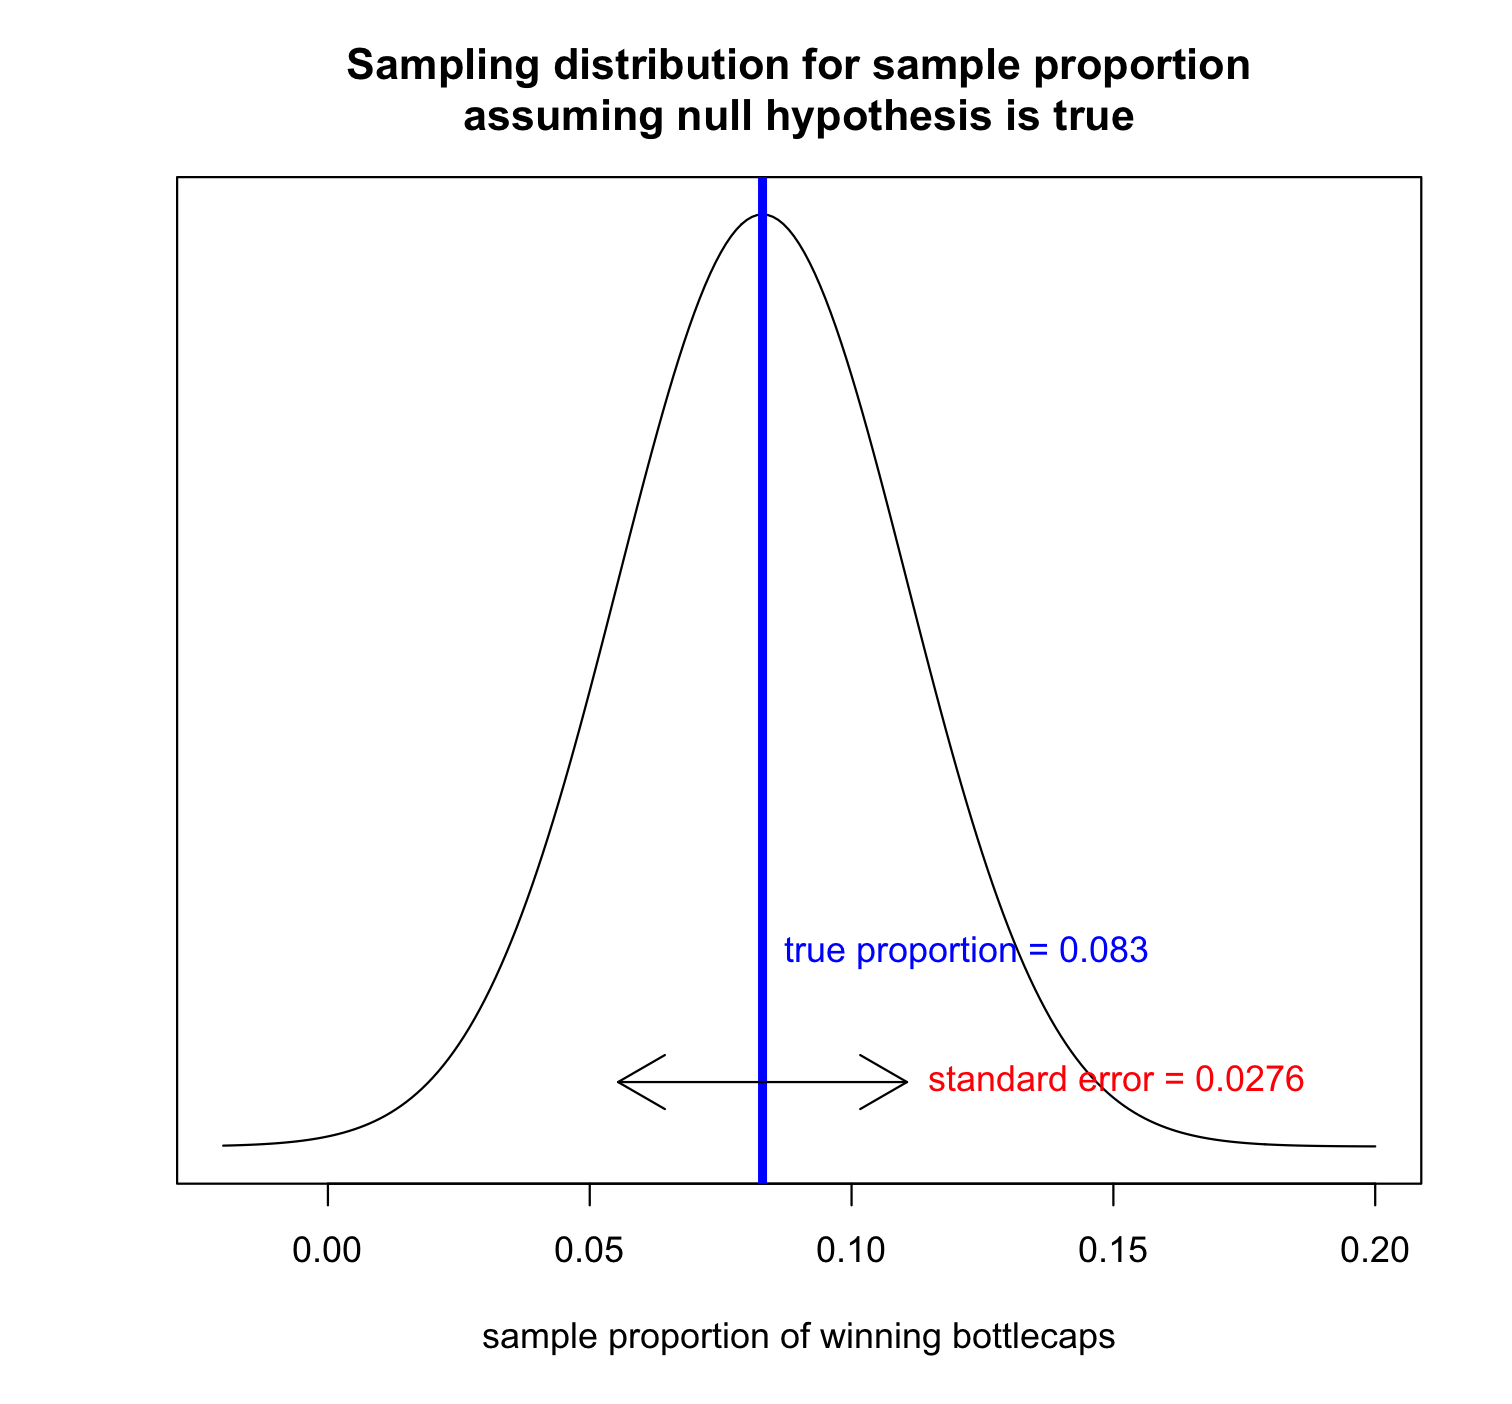 Sampling distribution for sample proportion
assuming null hypothesis is true
true proportion = 0.083
standard error = 0.0276
0.00 0.05 0.10 0.15 0.20
sample proportion of winning bottlecaps